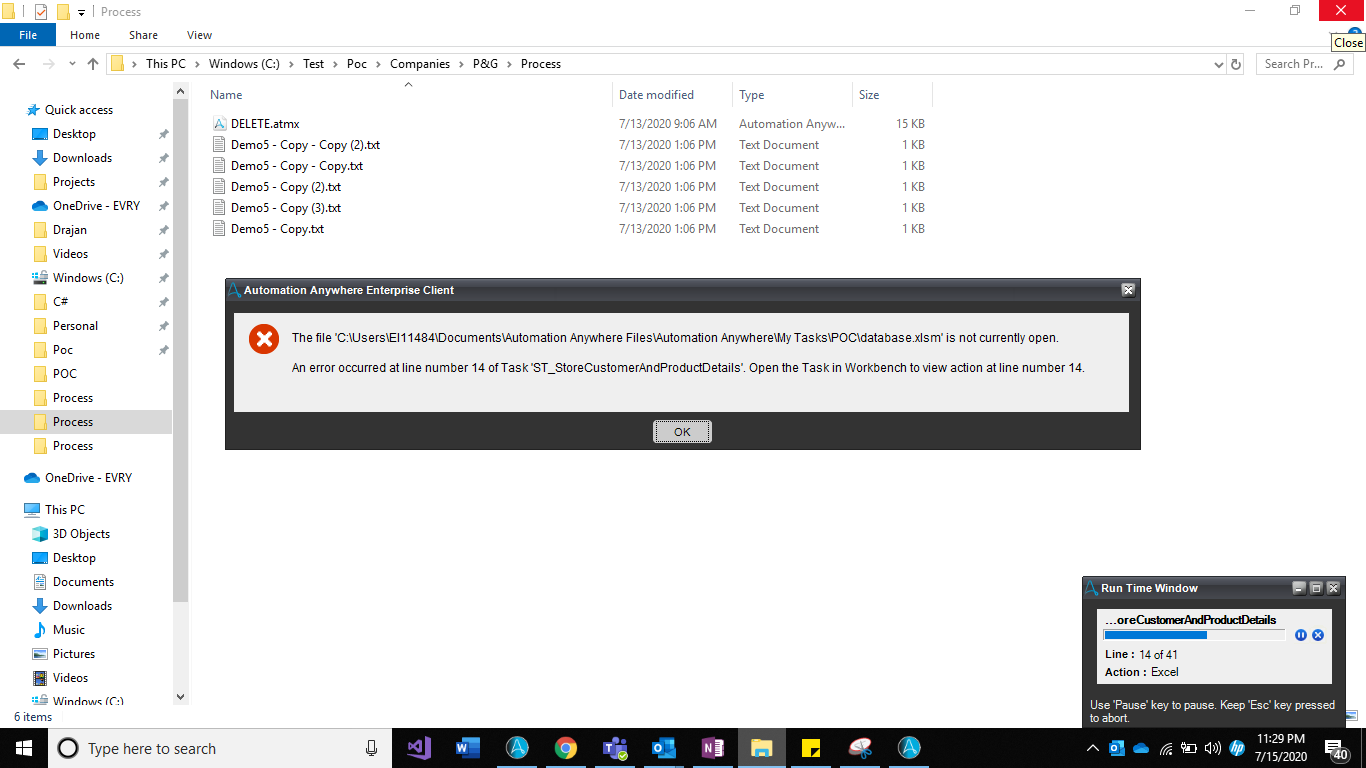 Process
Close
File Home Share View
This PC Windows (C:) Test Poc Companies P&G Process
Search Pr...
Name Date modified Type Size
DELETE.atmx 7/13/2020 9:06 AM Automation Anyw... 15 KB
Demo5 - Copy - Copy (2).txt 7/13/2020 1:06 PM Text Document 1 KB
Demo5 - Copy - Copy.txt 7/13/2020 1:06 PM Text Document 1 KB
Demo5 - Copy (2).txt 7/13/2020 1:06 PM Text Document 1 KB
Demo5 - Copy (3).txt 7/13/2020 1:06 PM Text Document 1 KB
Demo5 - Copy.txt 7/13/2020 1:06 PM Text Document 1 KB
Quick access
Desktop
Downloads
Projects
OneDrive - EVRY
Drajan
Videos
Windows (C:)
C#
Personal
Poc
POC
Process
Process
Process
OneDrive - EVRY
This PC
3D Objects
Desktop
Documents
Downloads
Music
Pictures
Videos
Windows (C:)
6 items
Automation Anywhere Enterprise Client
The file 'C:\Users\EI11484\Documents\Automation Anywhere Files\Automation Anywhere\My Tasks\POC\database.xlsm' is not currently open.
An error occurred at line number 14 of Task 'ST_StoreCustomerAndProductDetails'. Open the Task in Workbench to view action at line number 14.
OK
Run Time Window
...oreCustomerAndProductDetails
Line : 14 of 41
Action : Excel
Use 'Pause' key to pause. Keep 'Esc' key pressed
to abort.
Type here to search
11:29 PM
7/15/2020
40